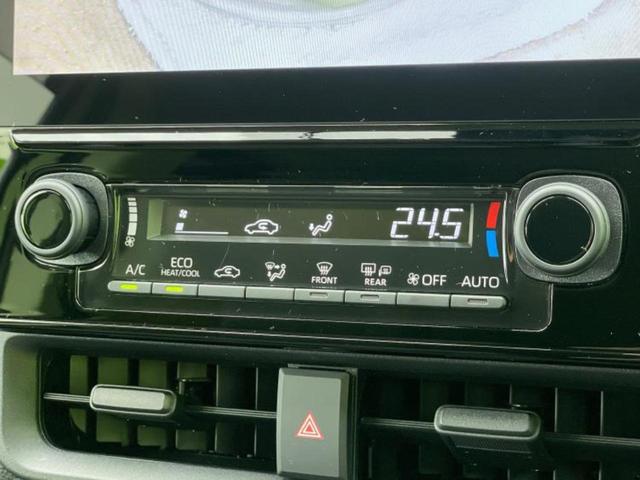 24.5
A/C
ECO
HEAT/COOL
FRONT
REAR
OFF
AUTO